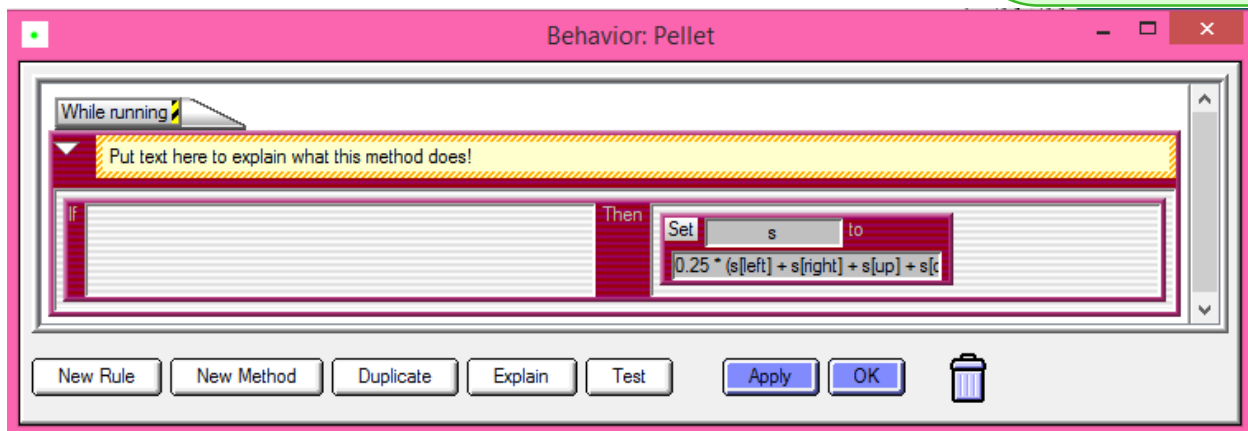 Behavior: Pellet
While running
Put text here to explain what this method does!
If
Then
Set s to
0.25 * (s[left] + s[right] + s[up] + s[
New Rule New Method Duplicate Explain Test Apply OK